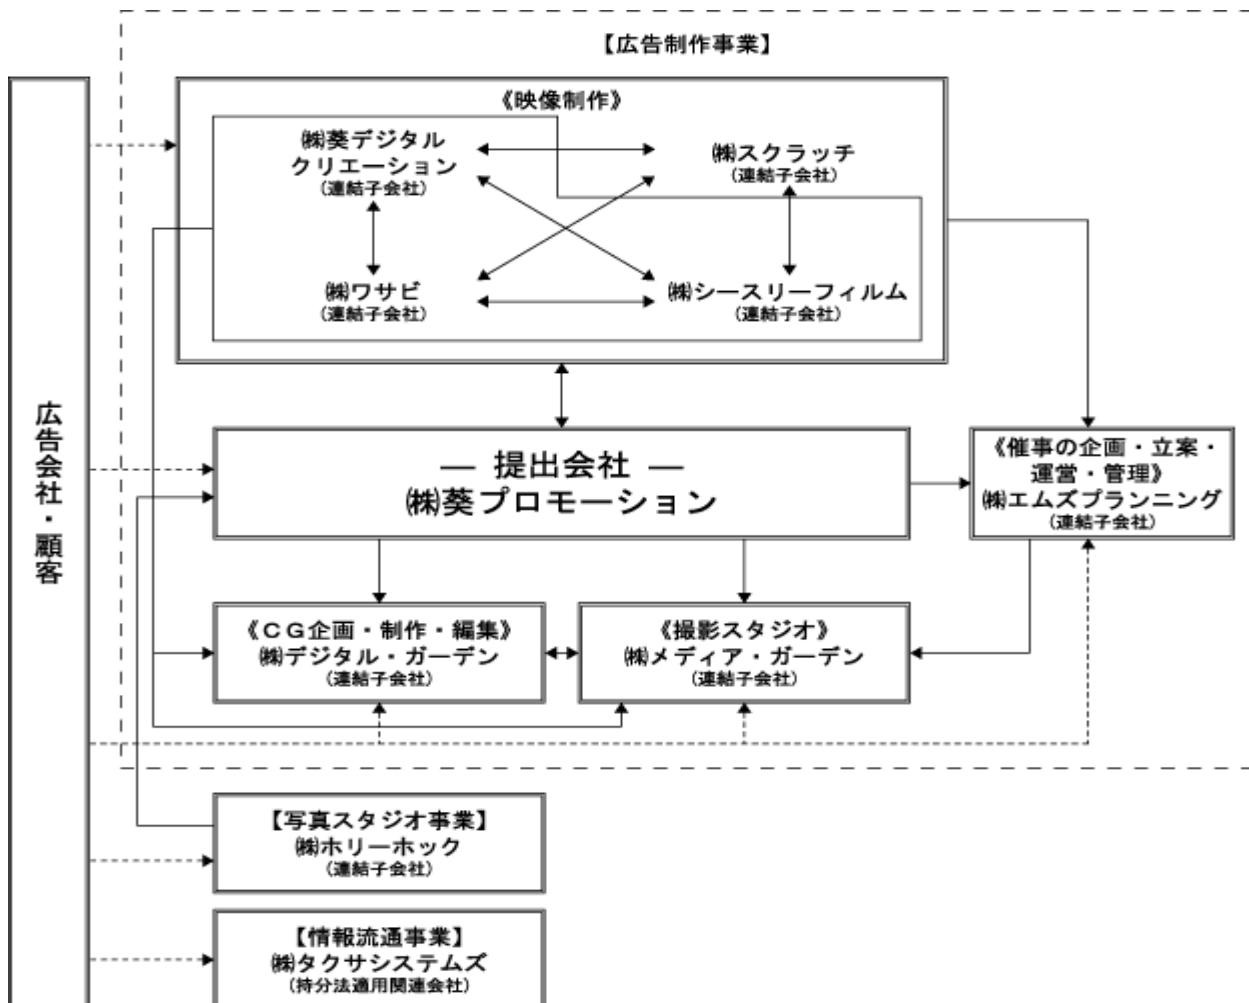 【広告制作事業】
《映像制作》
㈱葵デジタル
クリエーション
(連結子会社)
㈱スクラッチ
(連結子会社)
㈱ワサビ
(連結子会社)
㈱シースリーフィルム
(連結子会社)
広告会社・顧客
― 提出会社 ―
㈱葵プロモーション
《催事の企画・立案・
運営・管理》
㈱エムズプランニング
(連結子会社)
《ＣＧ企画・制作・編集》
㈱デジタル・ガーデン
(連結子会社)
《撮影スタジオ》
㈱メディア・ガーデン
(連結子会社)
【写真スタジオ事業】
㈱ホリーホック
(連結子会社)
【情報流通事業】
㈱タクサシステムズ
(持分法適用関連会社)